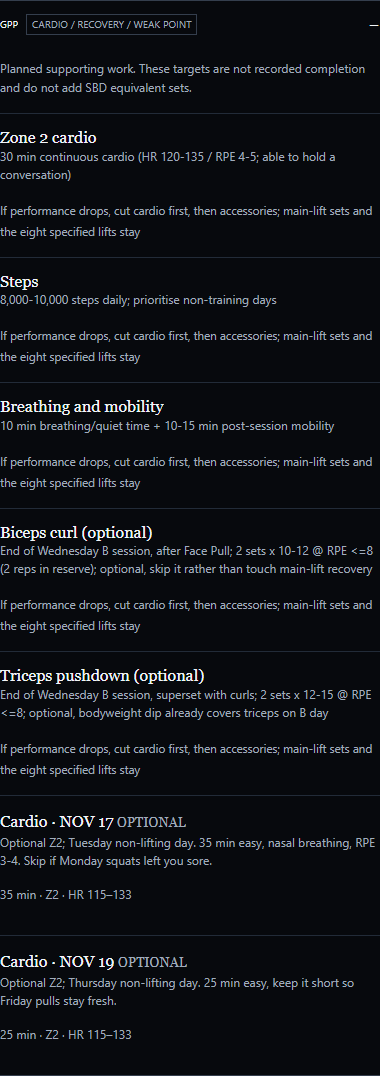 GPP CARDIO / RECOVERY / WEAK POINT –
Planned supporting work. These targets are not recorded completion
and do not add SBD equivalent sets.
Zone 2 cardio
30 min continuous cardio (HR 120-135 / RPE 4-5; able to hold a
conversation)
If performance drops, cut cardio first, then accessories; main-lift sets and
the eight specified lifts stay
Steps
8,000-10,000 steps daily; prioritise non-training days
If performance drops, cut cardio first, then accessories; main-lift sets and
the eight specified lifts stay
Breathing and mobility
10 min breathing/quiet time + 10-15 min post-session mobility
If performance drops, cut cardio first, then accessories; main-lift sets and
the eight specified lifts stay
Biceps curl (optional)
End of Wednesday B session, after Face Pull; 2 sets x 10-12 @ RPE <=8
(2 reps in reserve); optional, skip it rather than touch main-lift recovery
If performance drops, cut cardio first, then accessories; main-lift sets and
the eight specified lifts stay
Triceps pushdown (optional)
End of Wednesday B session, superset with curls; 2 sets x 12-15 @ RPE
<=8; optional, bodyweight dip already covers triceps on B day
If performance drops, cut cardio first, then accessories; main-lift sets and
the eight specified lifts stay
Cardio · NOV 17 OPTIONAL
Optional Z2; Tuesday non-lifting day. 35 min easy, nasal breathing, RPE
3-4. Skip if Monday squats left you sore.
35 min · Z2 · HR 115–133
Cardio · NOV 19 OPTIONAL
Optional Z2; Thursday non-lifting day. 25 min easy, keep it short so
Friday pulls stay fresh.
25 min · Z2 · HR 115–133